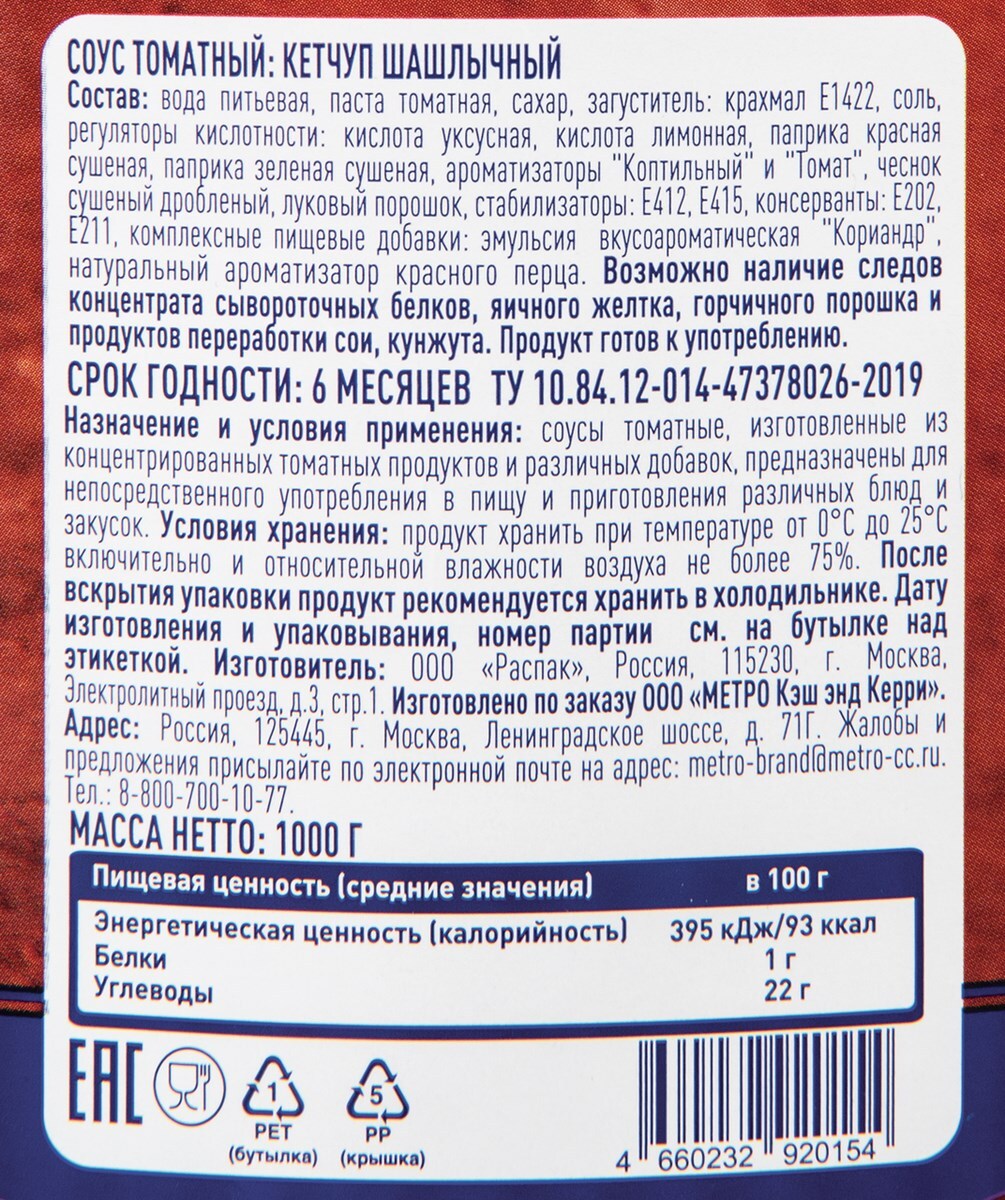 СОУС ТОМАТНЫЙ: КЕТЧУП ШАШЛЫЧНЫЙ
Состав: вода питьевая, паста томатная, сахар, загуститель: крахмал Е1422, соль,
регуляторы кислотности: кислота уксусная, кислота лимонная, паприка красная
сушеная, паприка зеленая сушеная, ароматизаторы "Коптильный" и "Томат", чеснок
сушеный дробленый, луковый порошок, стабилизаторы: Е412, Е415, консерванты: Е202,
Е211, комплексные пищевые добавки: эмульсия вкусоароматическая "Кориандр",
натуральный ароматизатор красного перца. Возможно наличие следов
концентрата сывороточных белков, яичного желтка, горчичного порошка и
продуктов переработки сои, кунжута. Продукт готов к употреблению.
СРОК ГОДНОСТИ: 6 МЕСЯЦЕВ ТУ 10.84.12-014-47378026-2019
Назначение и условия применения: соусы томатные, изготовленные из
концентрированных томатных продуктов и различных добавок, предназначены для
непосредственного употребления в пищу и приготовления различных блюд и
закусок. Условия хранения: продукт хранить при температуре от 0°С до 25°С
включительно и относительной влажности воздуха не более 75%. После
вскрытия упаковки продукт рекомендуется хранить в холодильнике. Дату
изготовления и упаковывания, номер партии см. на бутылке над
этикеткой. Изготовитель: ООО «Распак», Россия, 115230, г. Москва,
Электролитный проезд, д.3, стр.1. Изготовлено по заказу ООО «МЕТРО Кэш энд Керри».
Адрес: Россия, 125445, г. Москва, Ленинградское шоссе, д. 71Г. Жалобы и
предложения присылайте по электронной почте на адрес: metro-brand@metro-cc.ru.
Тел.: 8-800-700-10-77.
МАССА НЕТТО: 1000 Г
Пищевая ценность (средние значения) в 100 г
Энергетическая ценность (калорийность) 395 кДж/93 ккал
Белки 1 г
Углеводы 22 г
ЕАС 1 5
PET PP
(бутылка) (крышка)
4 660232 920154